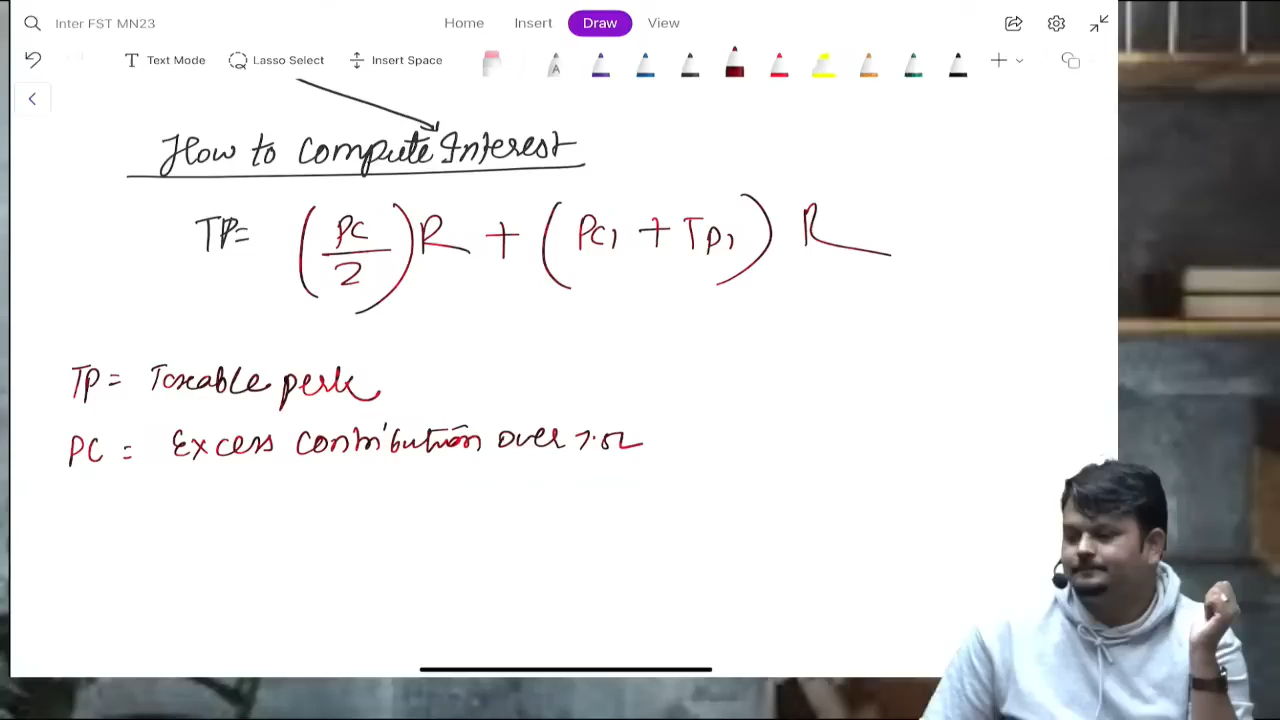 Inter FST MN23
Home Insert Draw View
Text Mode Lasso Select Insert Space
How to Compute Interest
TP = (PC/2) R + (PC1 + TP1) R
TP = Taxable perk
PC = Excess contribution over 7.5L